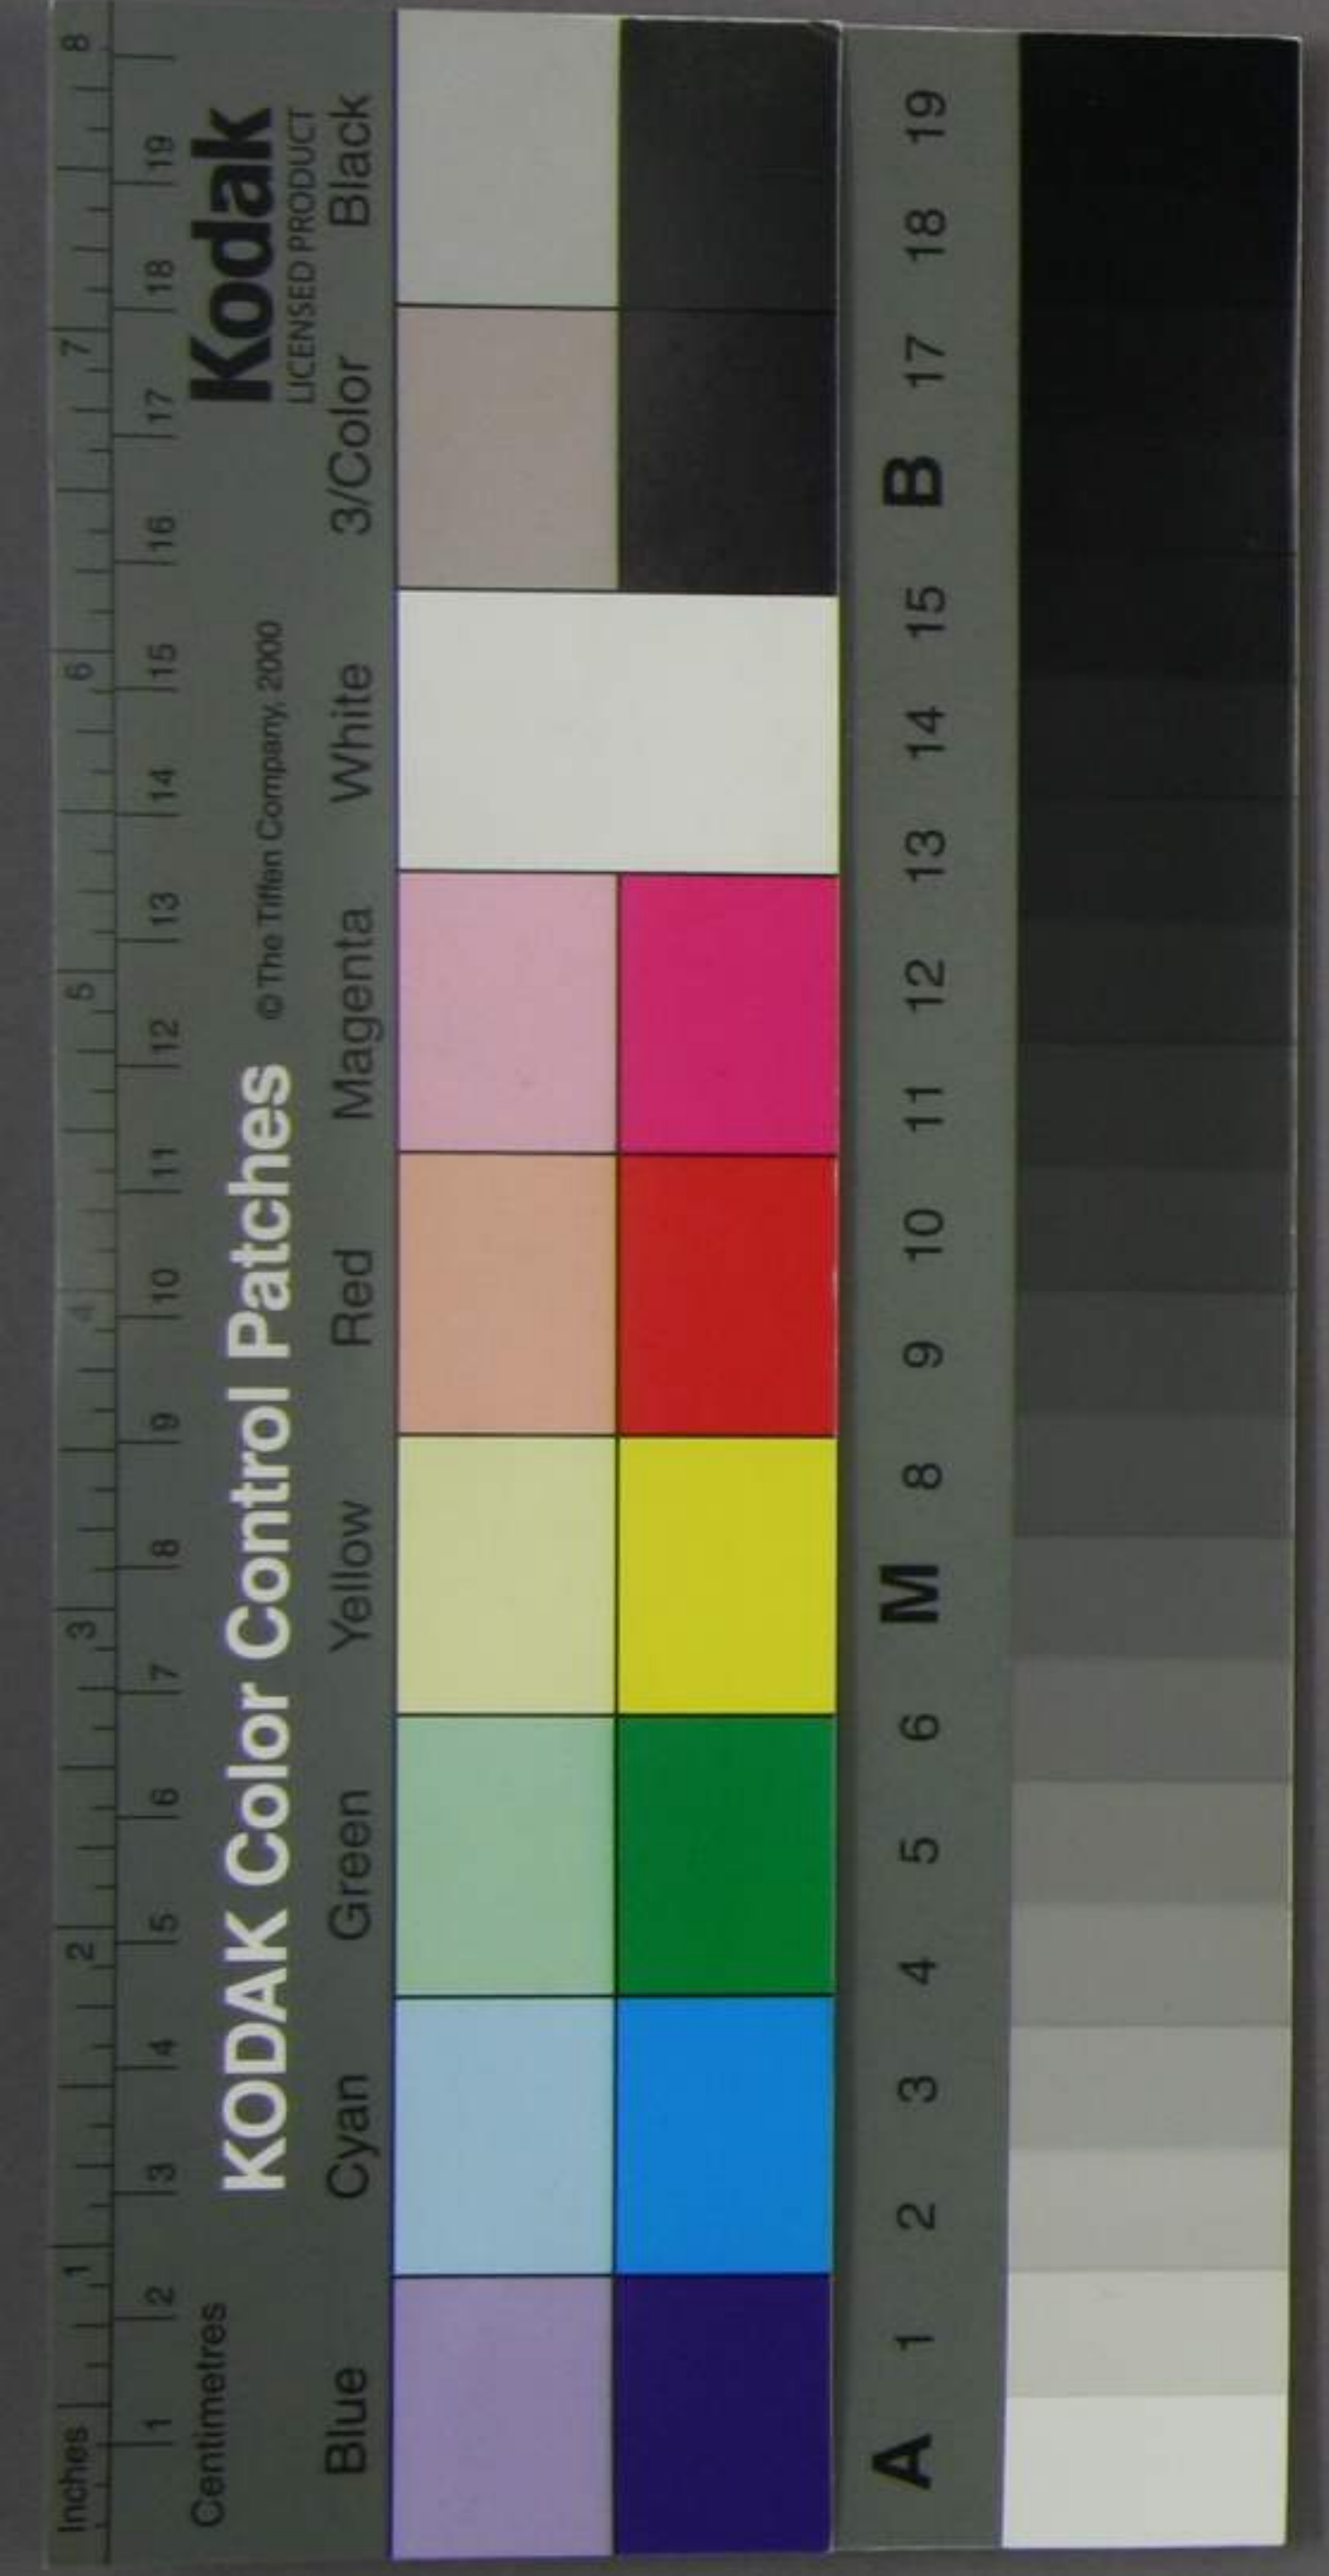 Inches 1 2 3 4 5 6 7 8
1 2 3 4 5 6 7 8 9 10 11 12 13 14 15 16 17 18 19
Centimetres
Kodak
LICENSED PRODUCT
KODAK Color Control Patches
© The Tiffen Company, 2000
Blue Cyan Green Yellow Red Magenta White 3/Color Black
A 1 2 3 4 5 6 M 8 9 10 11 12 13 14 15 B 17 18 19